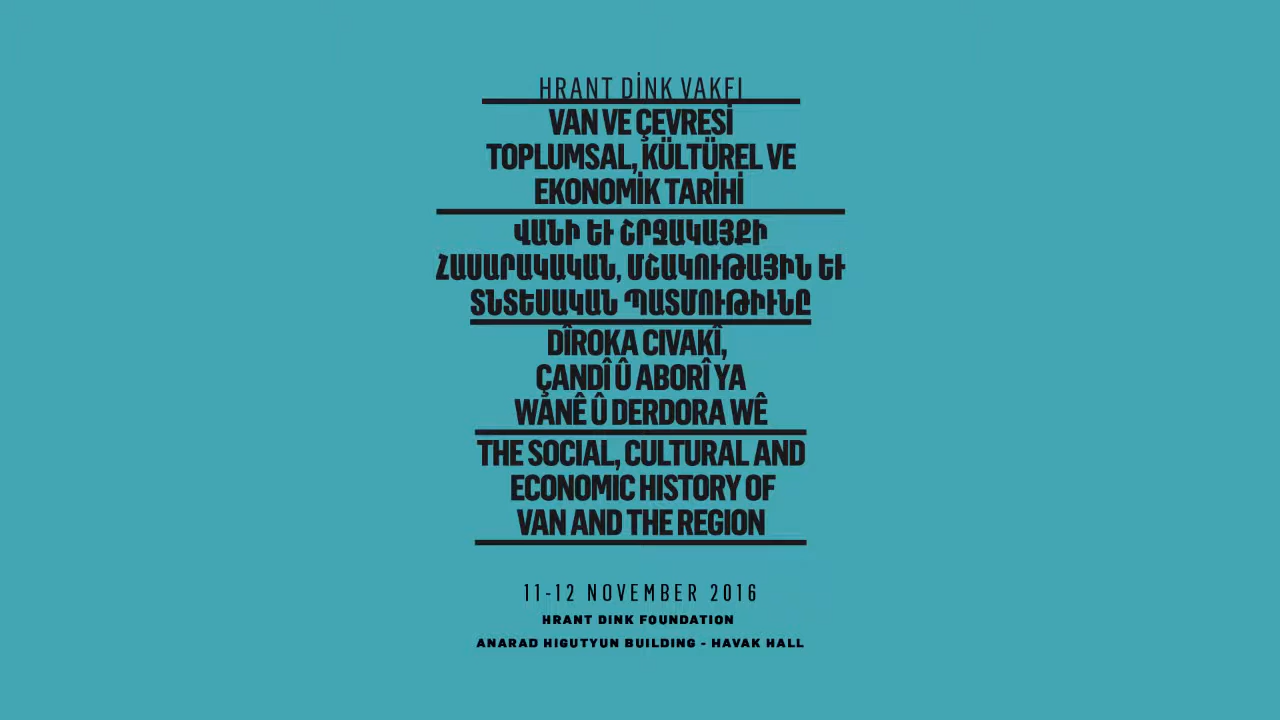 HRANT DİNK VAKFI
VAN VE ÇEVRESİ
TOPLUMSAL, KÜLTÜREL VE
EKONOMİK TARİHİ
ՎԱՆԻ ԵՒ ՇՐՋԱԿԱՅՔԻ
ՀԱՍԱՐԱԿԱԿԱՆ, ՄՇԱԿՈՒԹԱՅԻՆ ԵՒ
ՏՆՏԵՍԱԿԱՆ ՊԱՏՄՈՒԹԻՒՆԸ
DÎROKA CIVAKÎ,
ÇANDÎ Û ABORÎ YA
WANÊ Û DERDORA WÊ
THE SOCIAL, CULTURAL AND
ECONOMIC HISTORY OF
VAN AND THE REGION
11-12 NOVEMBER 2016
HRANT DINK FOUNDATION
ANARAD HIGUTYUN BUILDING - HAVAK HALL